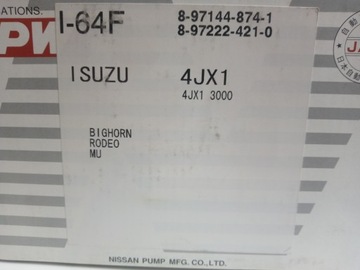 ATIONS.
I-64F
8-97144-874-1
8-97222-421-0
PW
ISUZU
4JX1
4JX1 3000
BIGHORN
RODEO
MU
NISSAN PUMP MFG. CO.,LTD.